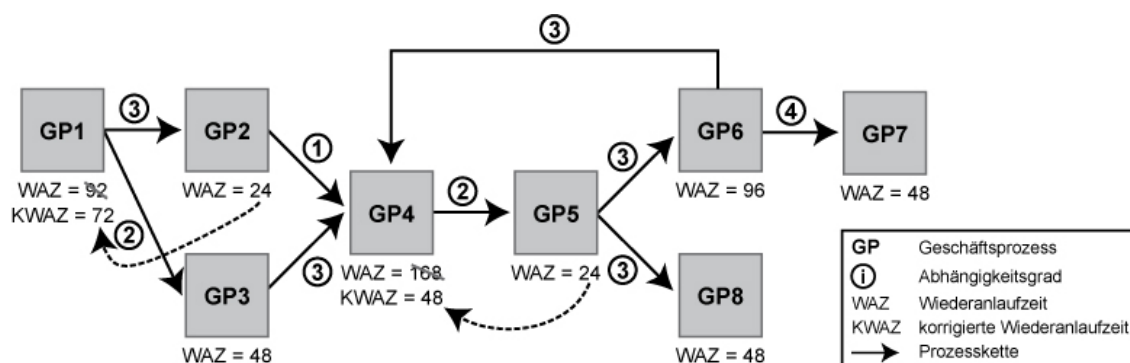 3
GP1
3
GP2
GP6
4
GP7
1
3
WAZ = 92
KWAZ = 72
WAZ = 24
GP4
2
GP5
WAZ = 96
WAZ = 48
2
GP3
3
WAZ = 168
KWAZ = 48
WAZ = 24
3
GP8
WAZ = 48
WAZ = 48
GP Geschäftsprozess
i Abhängigkeitsgrad
WAZ Wiederanlaufzeit
KWAZ korrigierte Wiederanlaufzeit
Prozesskette